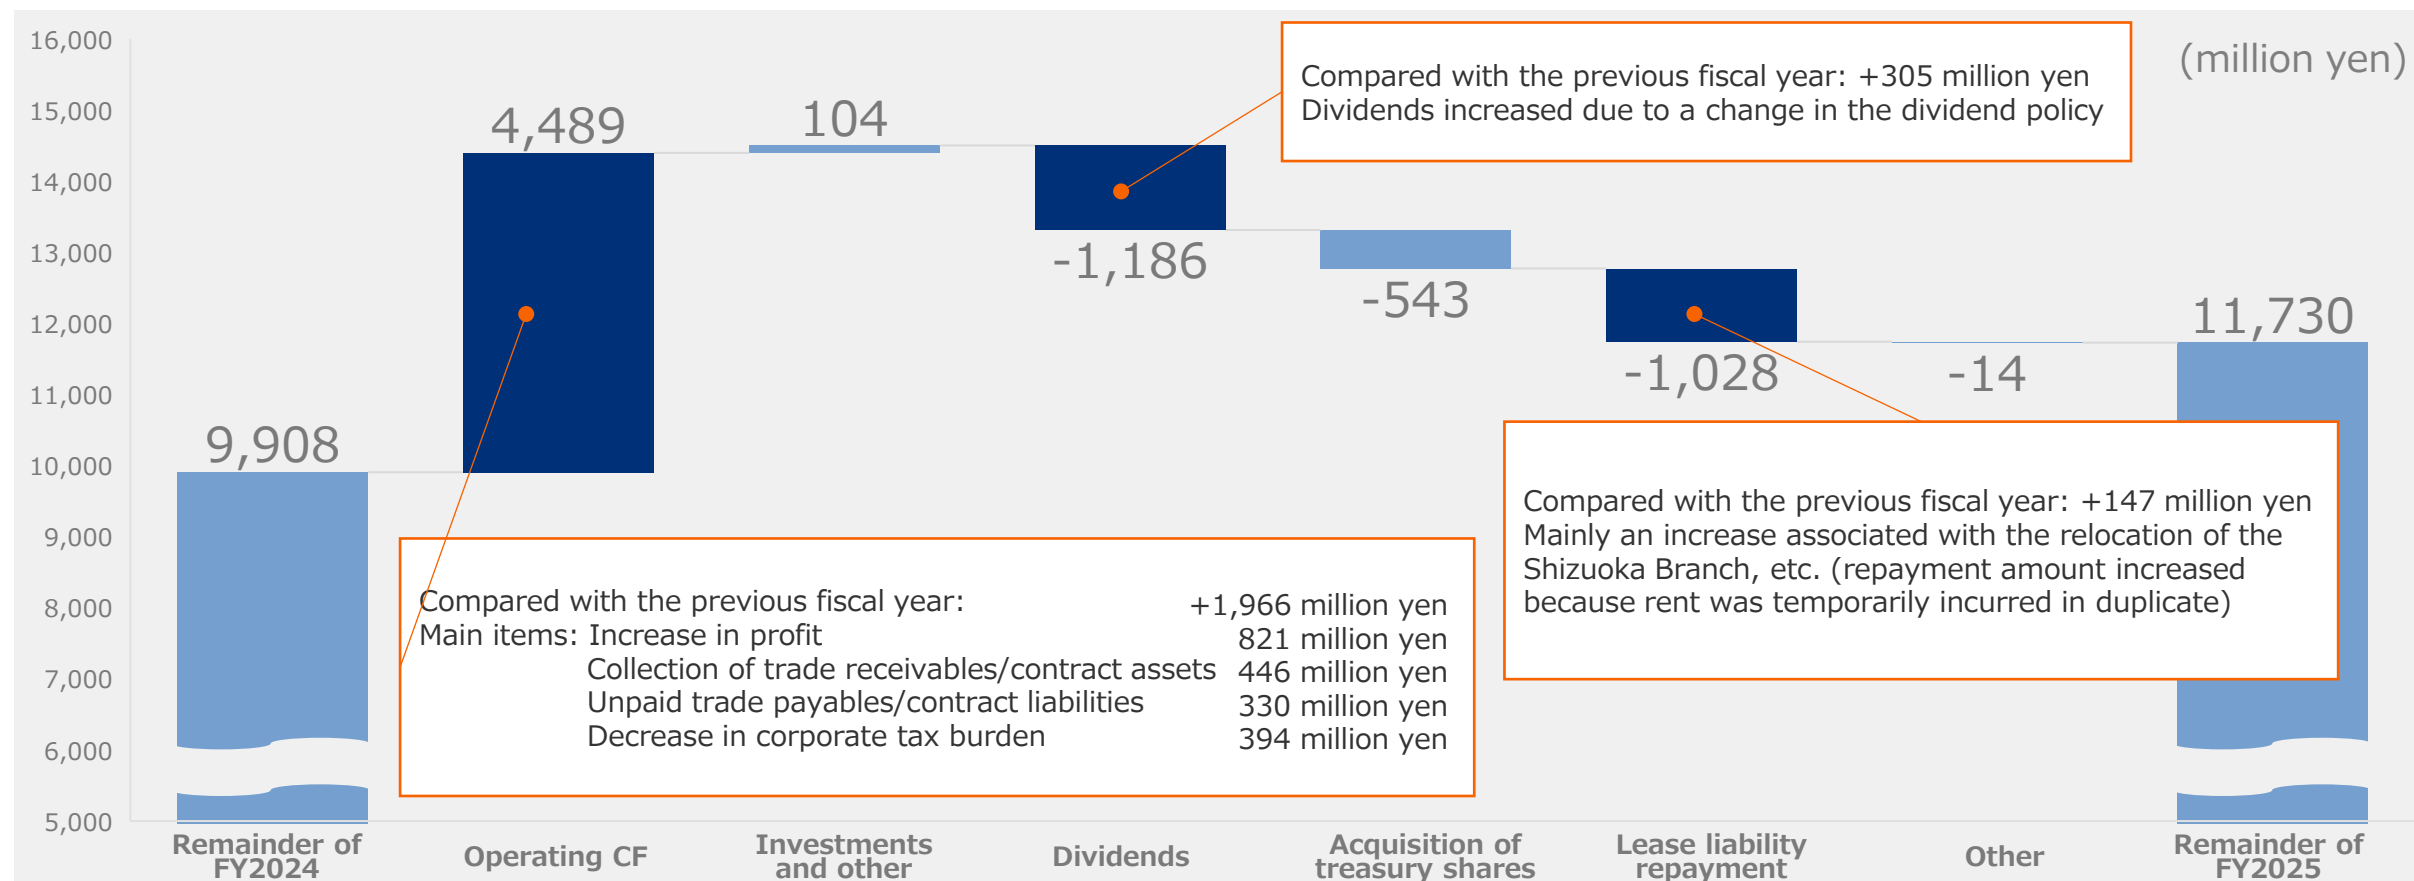 (million yen)
16,000
15,000
14,000
13,000
12,000
11,000
10,000
9,000
8,000
7,000
6,000
5,000
9,908
4,489
104
-1,186
-543
-1,028
-14
11,730
Compared with the previous fiscal year: +305 million yen
Dividends increased due to a change in the dividend policy
Compared with the previous fiscal year: +1,966 million yen
Main items: Increase in profit 821 million yen
Collection of trade receivables/contract assets 446 million yen
Unpaid trade payables/contract liabilities 330 million yen
Decrease in corporate tax burden 394 million yen
Compared with the previous fiscal year: +147 million yen
Mainly an increase associated with the relocation of the
Shizuoka Branch, etc. (repayment amount increased
because rent was temporarily incurred in duplicate)
Remainder of
FY2024
Operating CF
Investments
and other
Dividends
Acquisition of
treasury shares
Lease liability
repayment
Other
Remainder of
FY2025